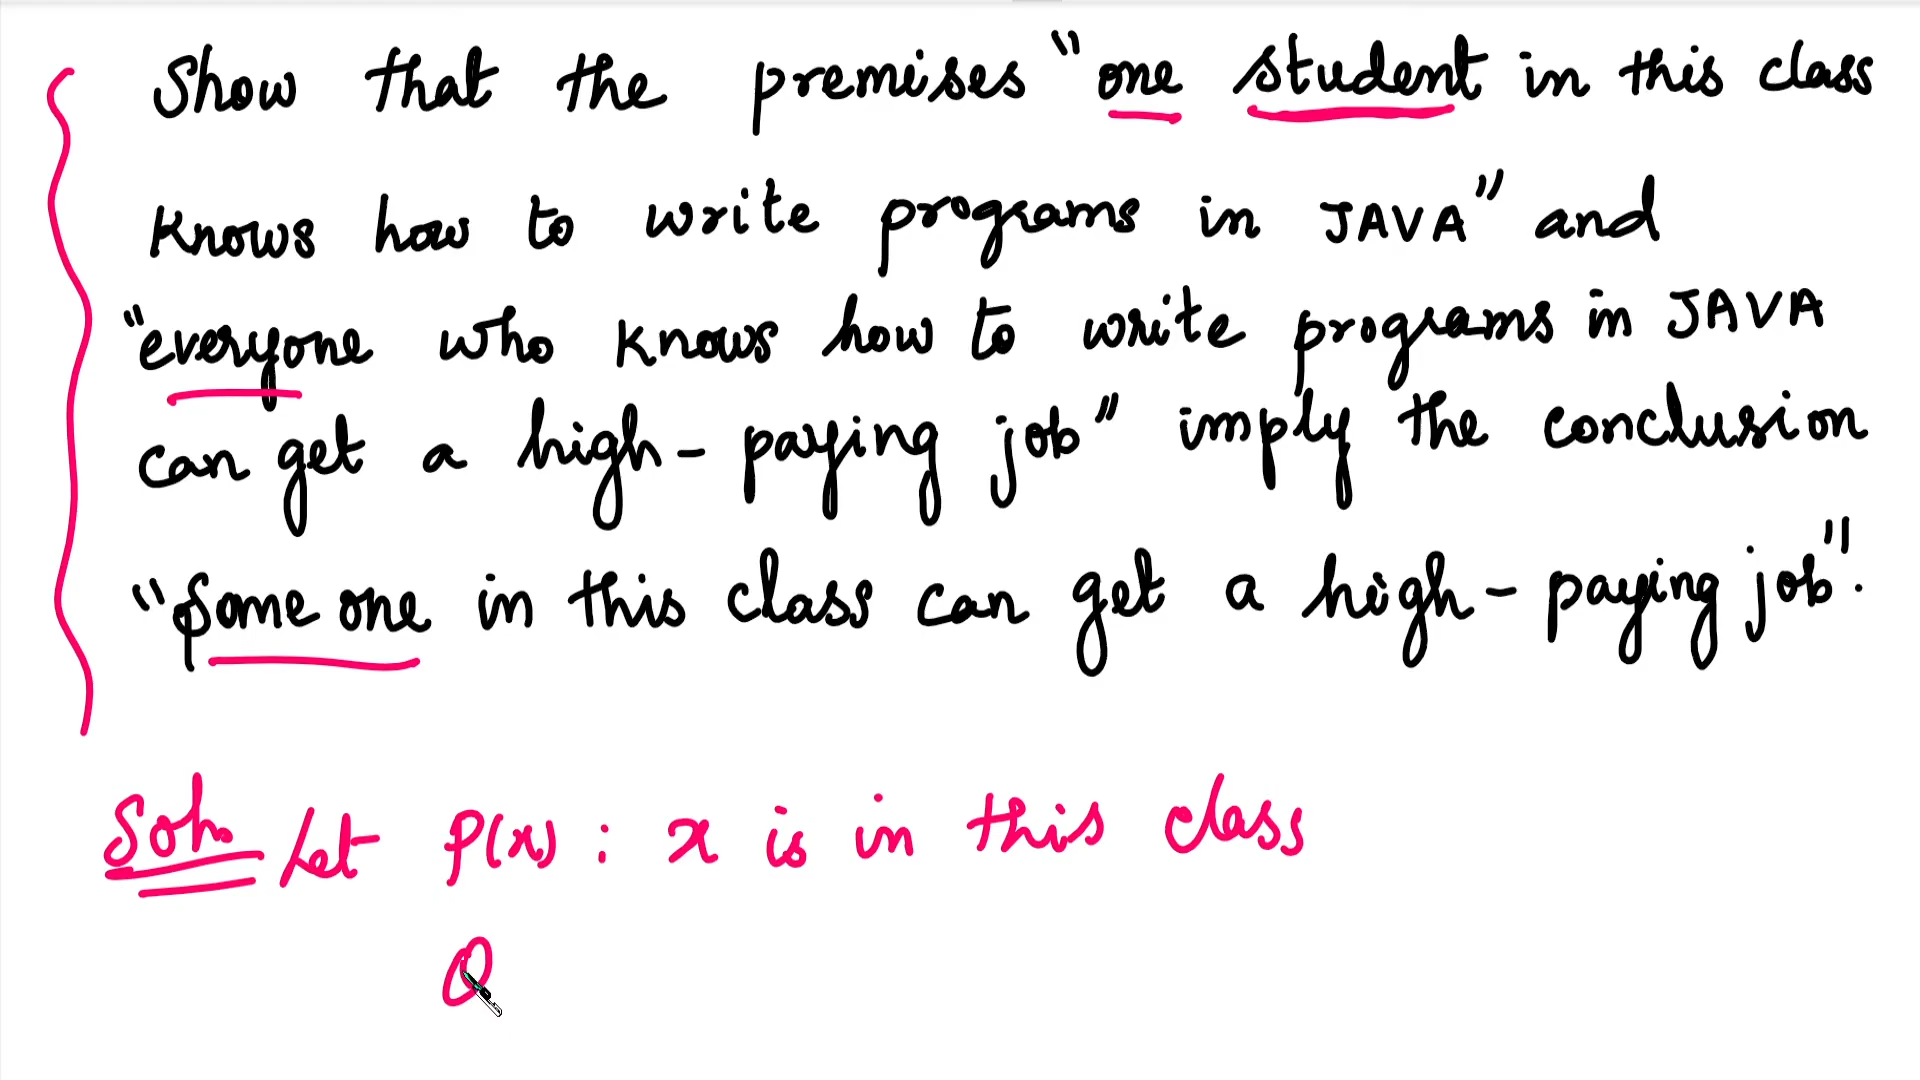 Show that the premises "one student in this class
knows how to write programs in JAVA" and
"everyone who knows how to write programs in JAVA
can get a high-paying job" imply the conclusion
"Some one in this class can get a high-paying job".
Soln Let P(x) : x is in this class
Q